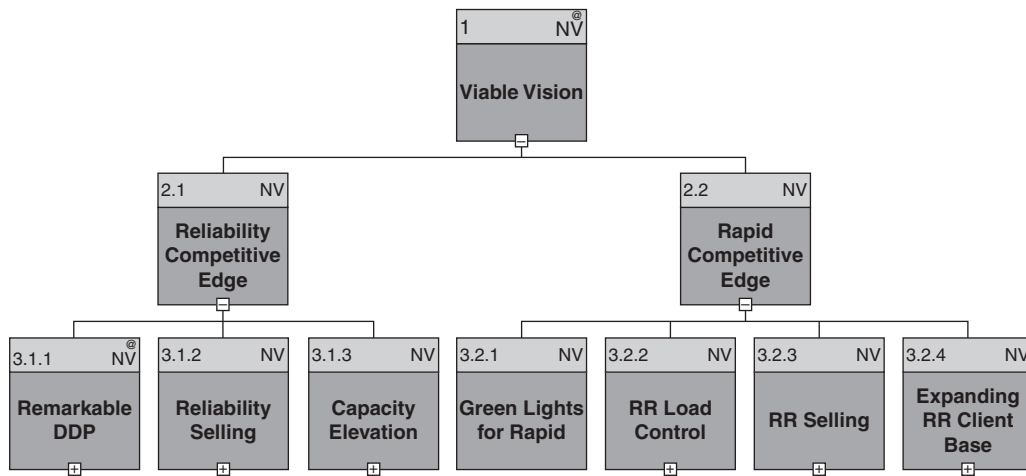 1 NV@
Viable Vision
2.1 NV
Reliability
Competitive
Edge
2.2 NV
Rapid
Competitive
Edge
3.1.1 NV@
Remarkable
DDP
3.1.2 NV
Reliability
Selling
3.1.3 NV
Capacity
Elevation
3.2.1 NV
Green Lights
for Rapid
3.2.2 NV
RR Load
Control
3.2.3 NV
RR Selling
3.2.4 NV
Expanding
RR Client
Base